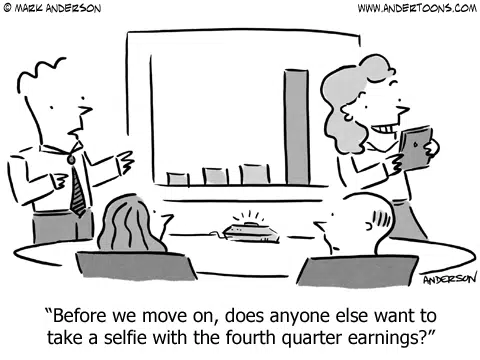 © MARK ANDERSON
WWW.ANDERTOONS.COM
ANDERSON
“Before we move on, does anyone else want to
take a selfie with the fourth quarter earnings?”